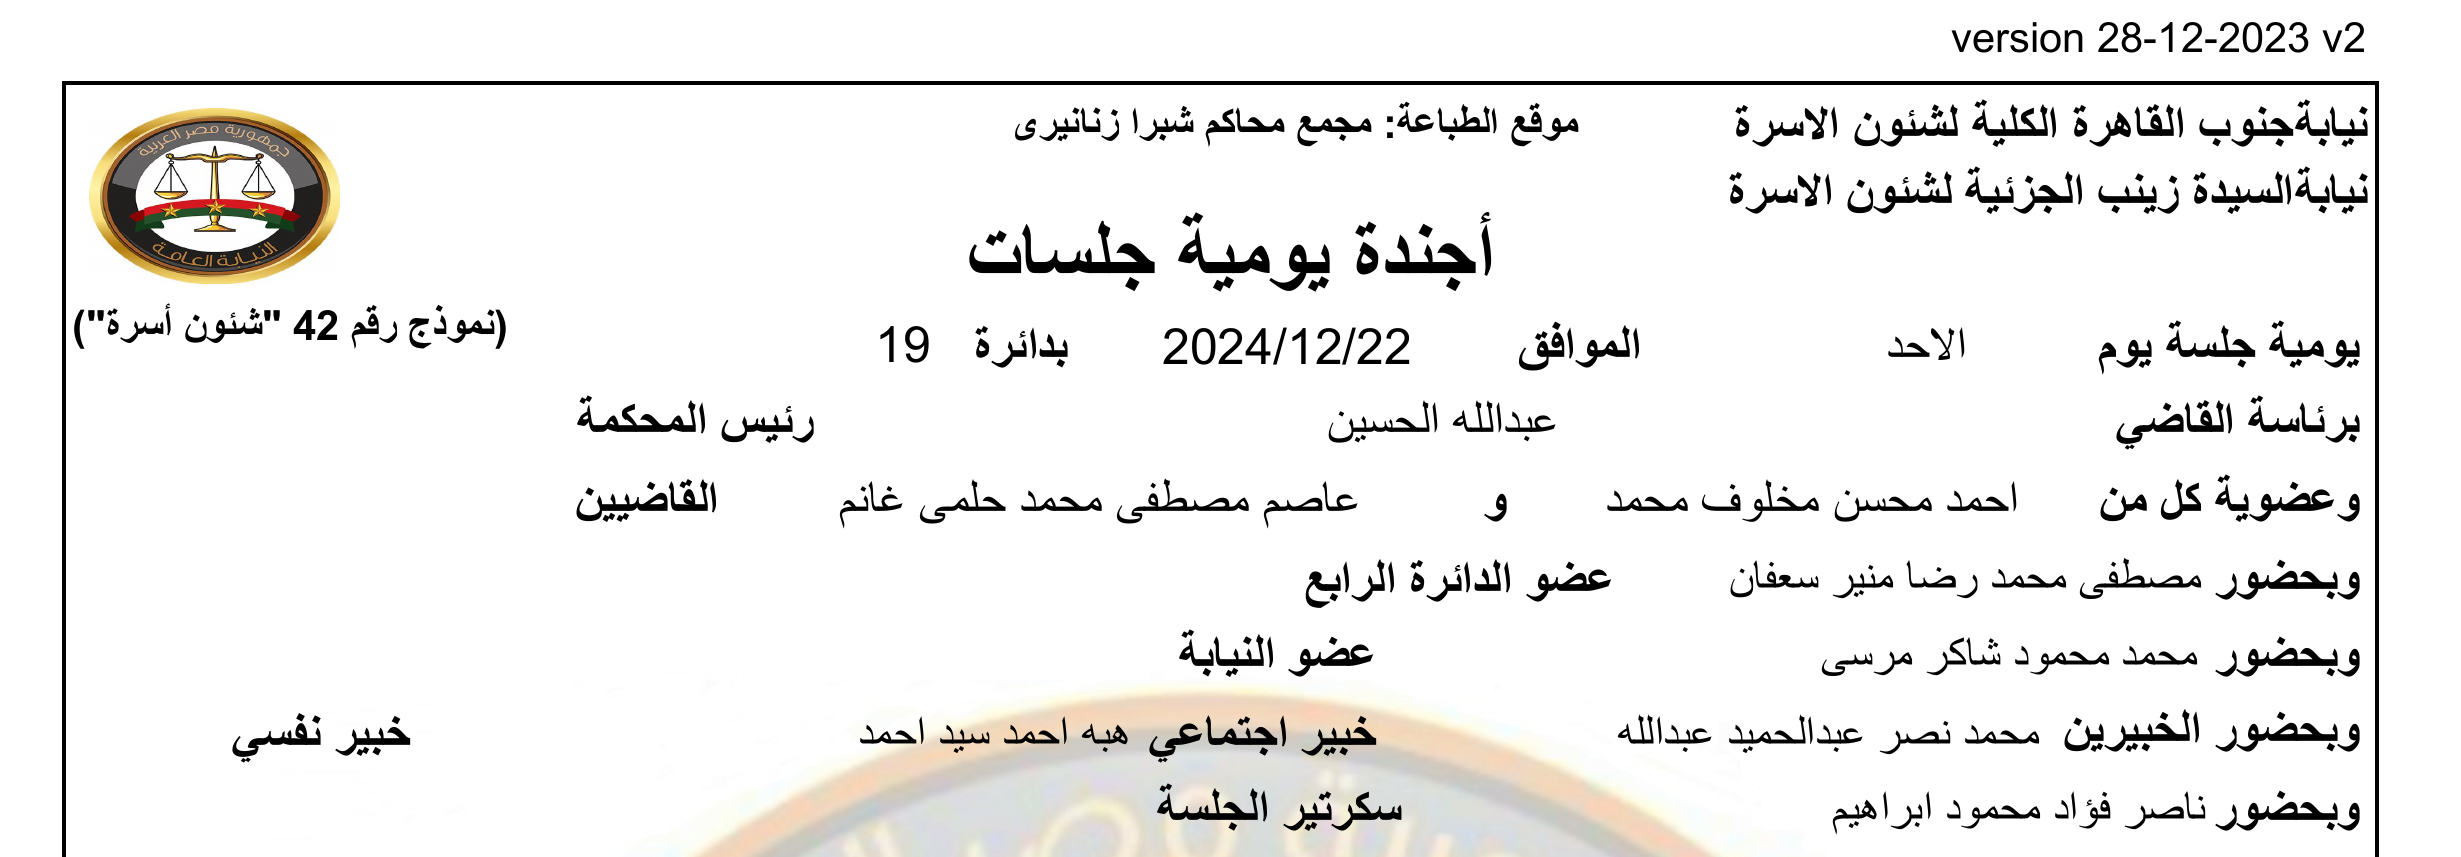 version 28-12-2023 v2
نيابةجنوب القاهرة الكلية لشئون الاسرة موقع الطباعة: مجمع محاكم شبرا زنانيرى
جمهورية مصر العربية
نيابةالسيدة زينب الجزئية لشئون الاسرة
النيابة العامة
أجندة يومية جلسات
(نموذج رقم 42 "شئون أسرة")
يومية جلسة يوم الاحد الموافق 2024/12/22 بدائرة 19
برئاسة القاضي عبدالله الحسين رئيس المحكمة
وعضوية كل من احمد محسن مخلوف محمد و عاصم مصطفى محمد حلمى غانم القاضيين
وبحضور مصطفى محمد رضا منير سعفان عضو الدائرة الرابع
وبحضور محمد محمود شاكر مرسى عضو النيابة
وبحضور الخبيرين محمد نصر عبدالحميد عبدالله خبير اجتماعي هبه احمد سيد احمد خبير نفسي
وبحضور ناصر فؤاد محمود ابراهيم سكرتير الجلسة